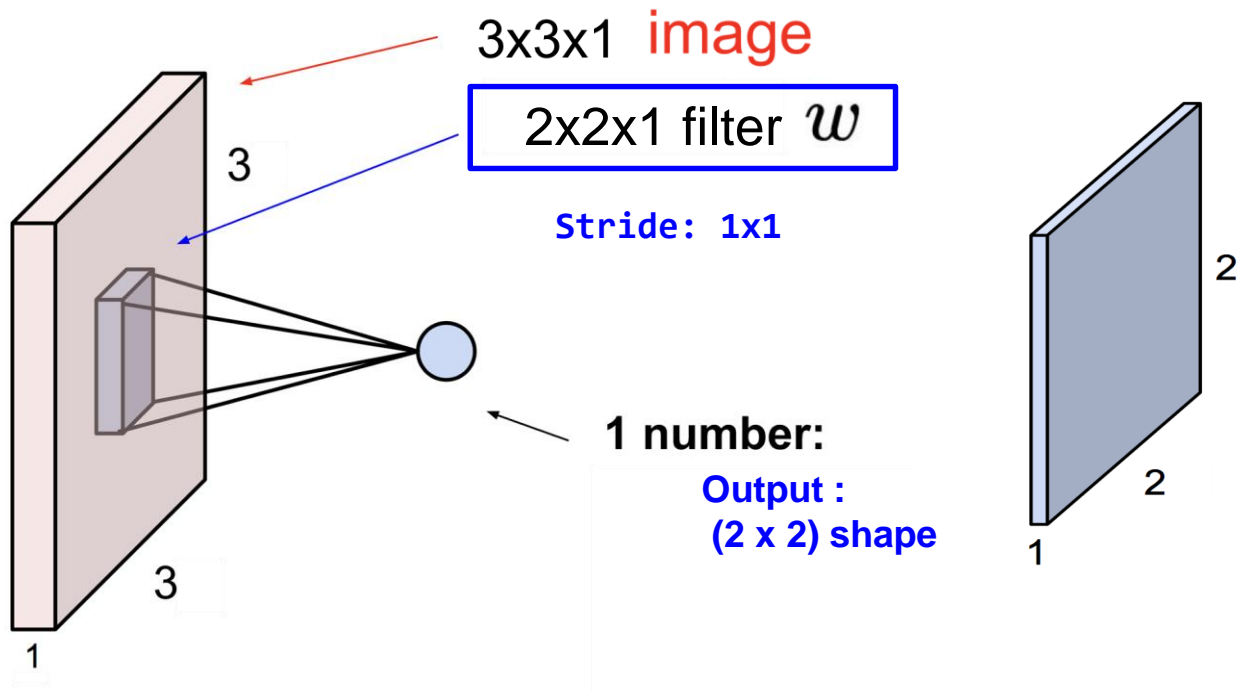 3x3x1 image
2x2x1 filter w
3
Stride: 1x1
1 number:
Output :
(2 x 2) shape
3
1
2
2
1